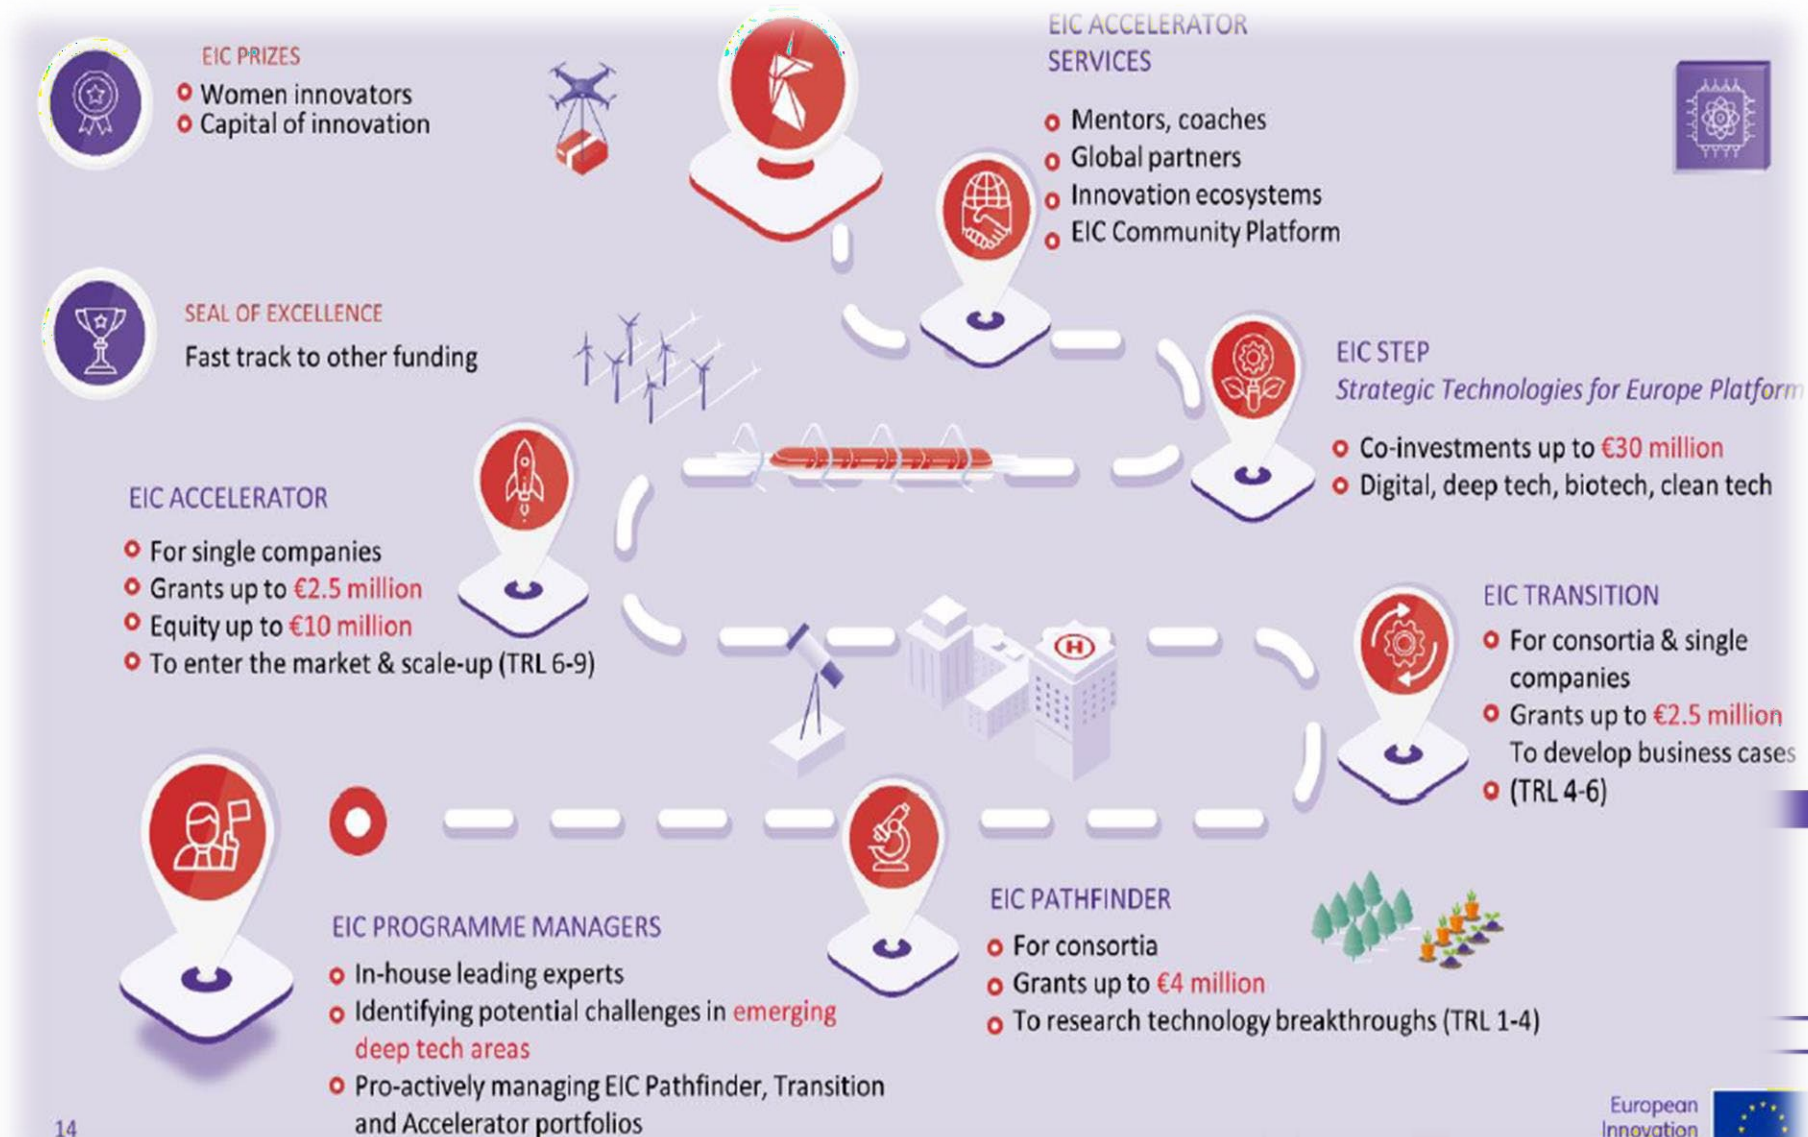 EIC PRIZES
Women innovators
Capital of innovation
EIC ACCELERATOR
SERVICES
Mentors, coaches
Global partners
Innovation ecosystems
EIC Community Platform
SEAL OF EXCELLENCE
Fast track to other funding
EIC STEP
Strategic Technologies for Europe Platform
Co-investments up to €30 million
Digital, deep tech, biotech, clean tech
EIC ACCELERATOR
For single companies
Grants up to €2.5 million
Equity up to €10 million
To enter the market & scale-up (TRL 6-9)
H
EIC TRANSITION
For consortia & single
companies
Grants up to €2.5 million
To develop business cases
(TRL 4-6)
EIC PROGRAMME MANAGERS
In-house leading experts
Identifying potential challenges in emerging
deep tech areas
Pro-actively managing EIC Pathfinder, Transition
and Accelerator portfolios
EIC PATHFINDER
For consortia
Grants up to €4 million
To research technology breakthroughs (TRL 1-4)
14
European
Innovation